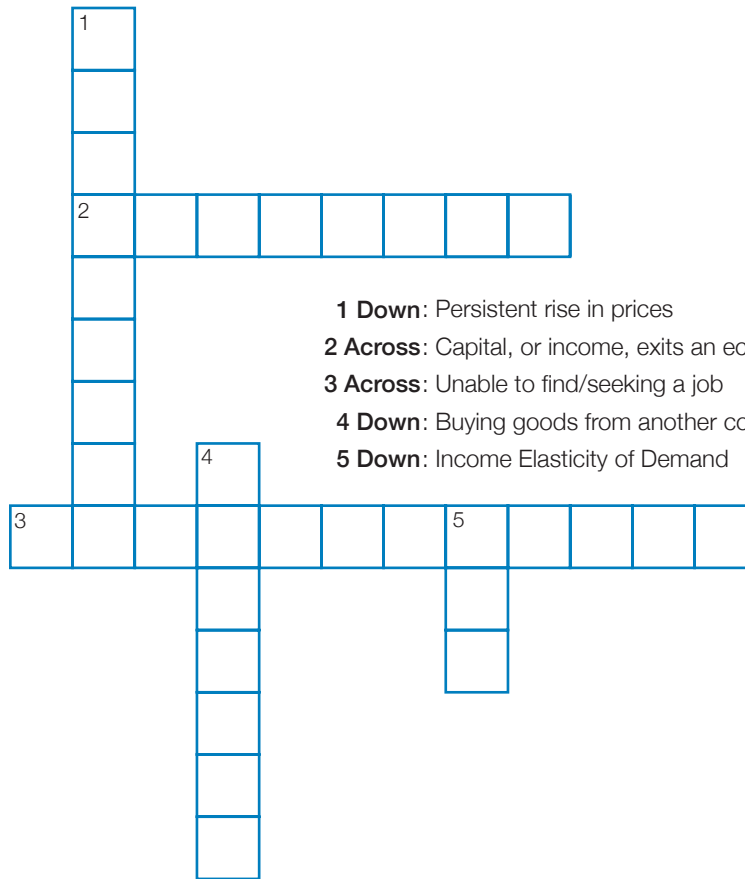 1
2
1 Down: Persistent rise in prices
2 Across: Capital, or income, exits an ec
3 Across: Unable to find/seeking a job
4 Down: Buying goods from another co
4
5 Down: Income Elasticity of Demand
3
5